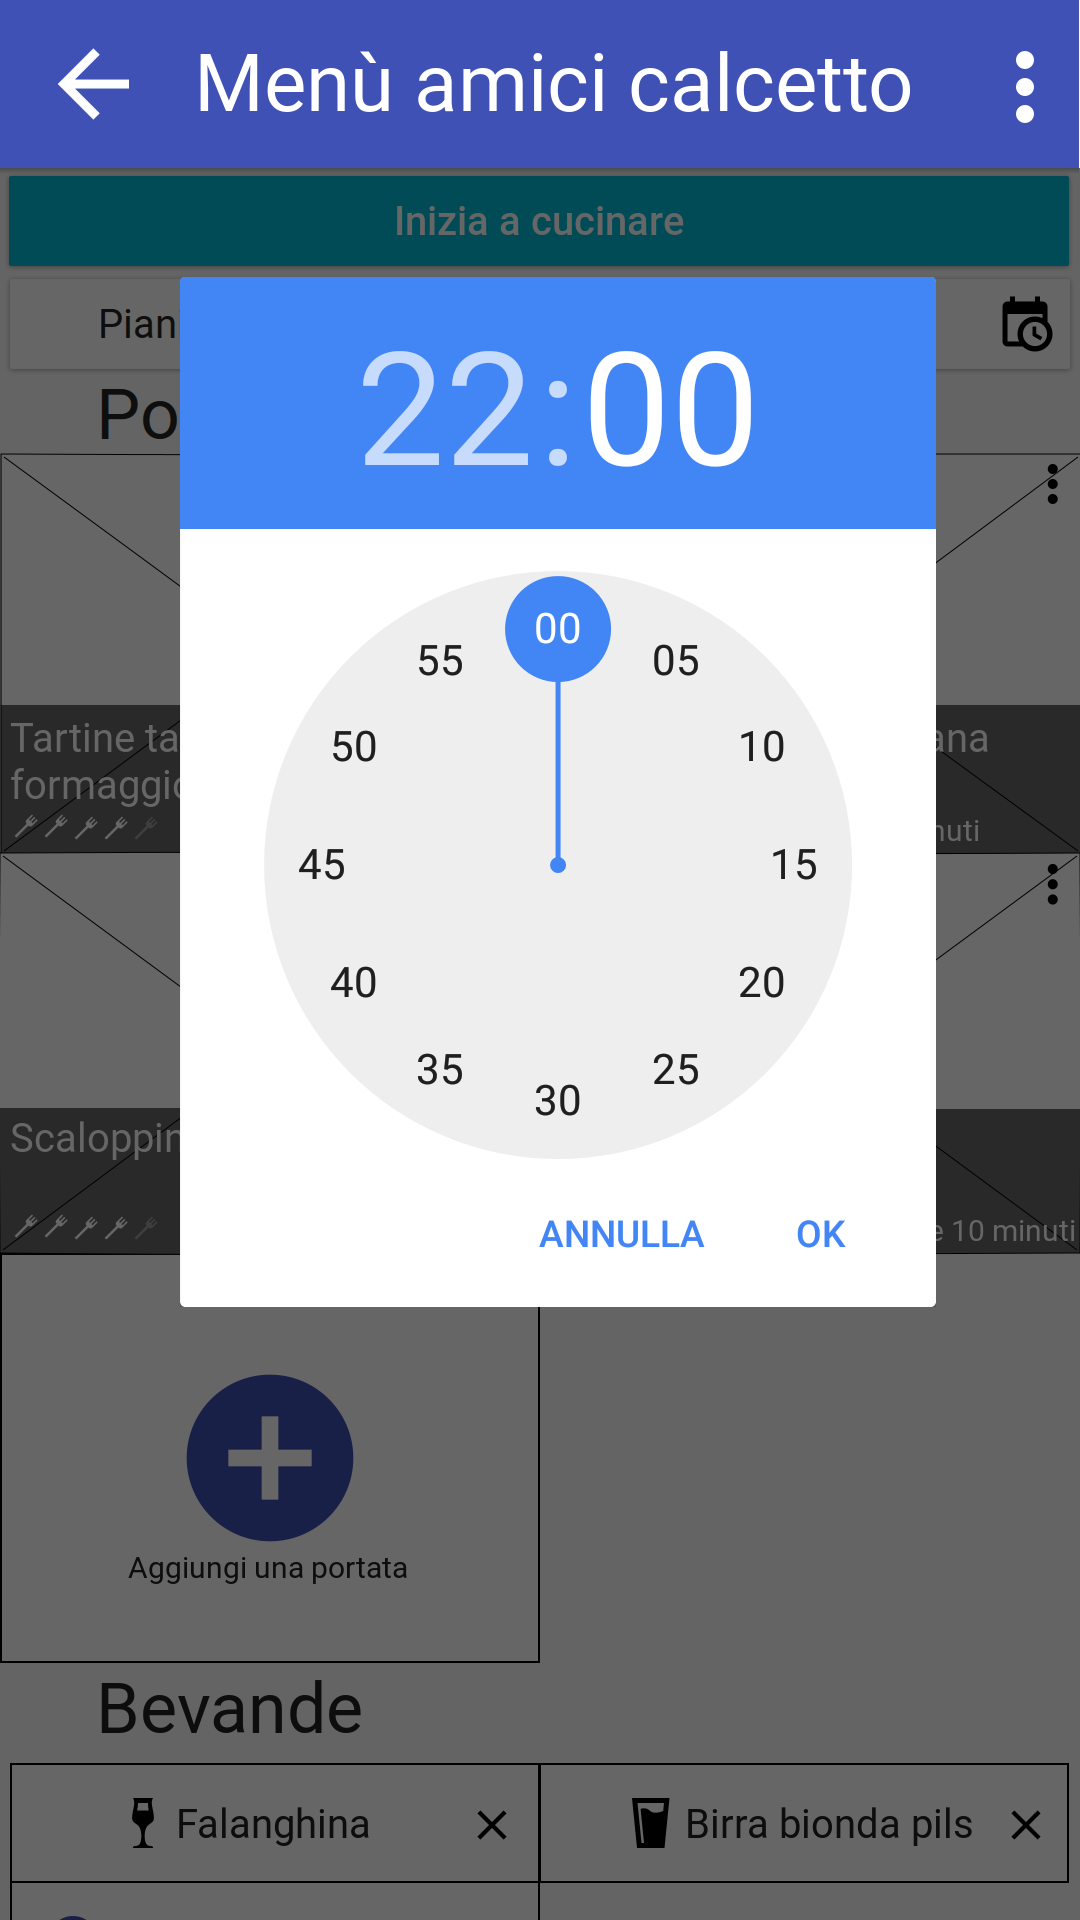 Menù amici calcetto
Inizia a cucinare
Pian
Po
22:00
00
05
10
15
20
25
30
35
40
45
50
55
Tartine ta
formaggio
ana
nuti
Scaloppin
e 10 minuti
ANNULLA OK
Aggiungi una portata
Bevande
Falanghina
Birra bionda pils